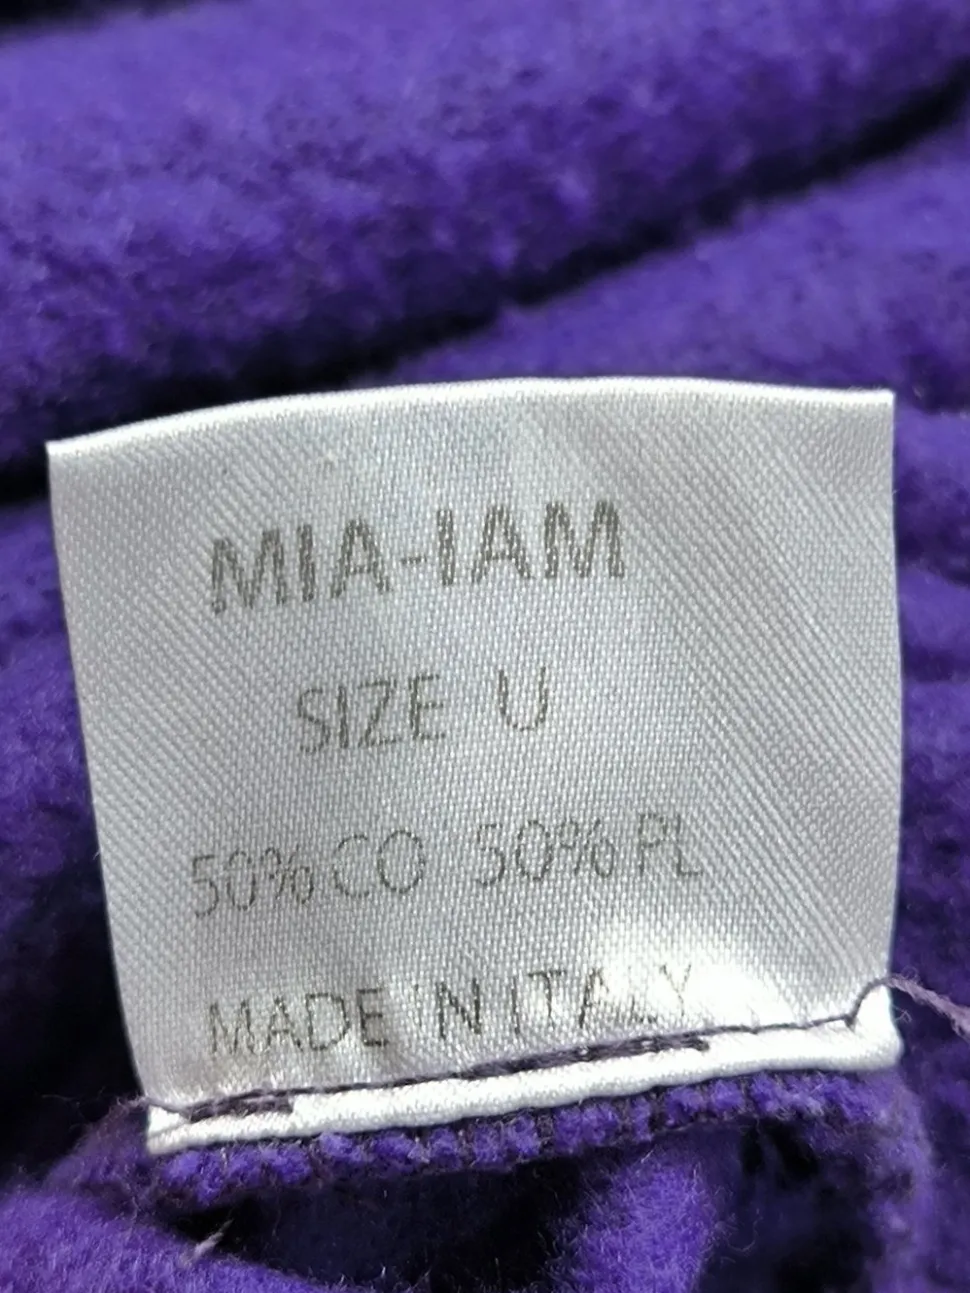 MIA-IAM
SIZE U
50% CO 50% PL
MADE IN ITALY